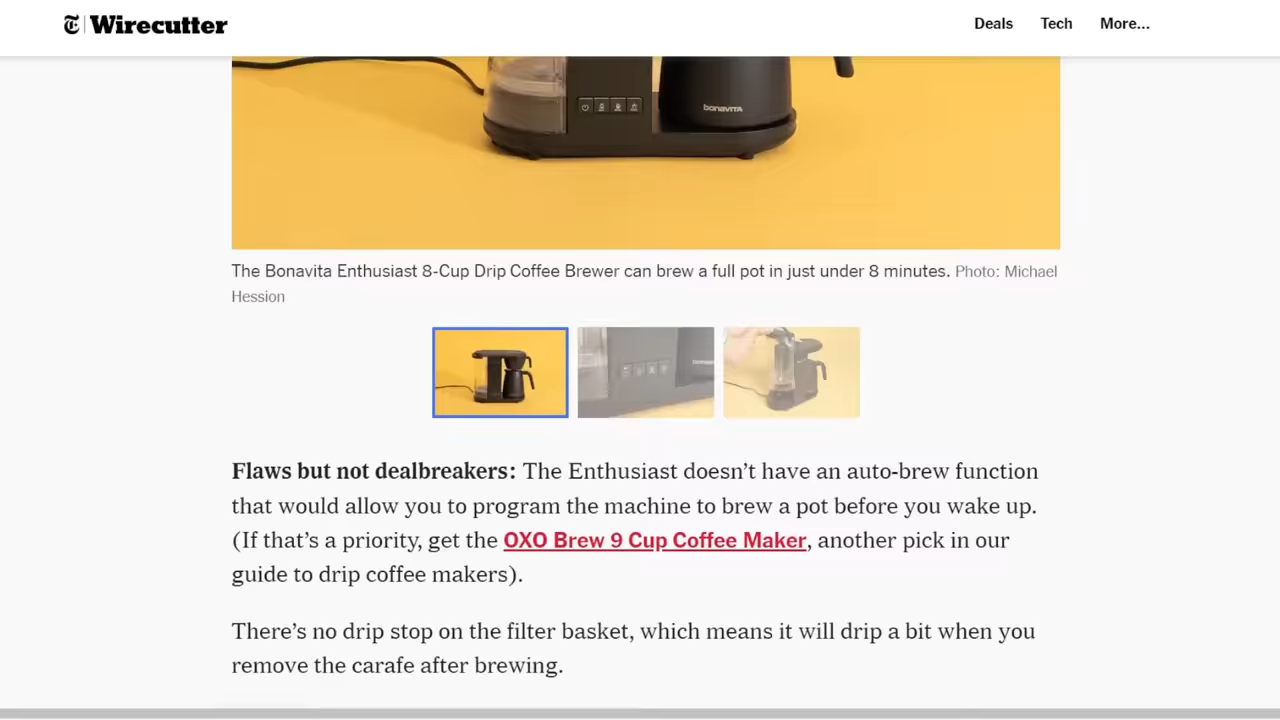 Wirecutter
Deals
Tech
More...
bonavita
The Bonavita Enthusiast 8-Cup Drip Coffee Brewer can brew a full pot in just under 8 minutes. Photo: Michael
Hession
Flaws but not dealbreakers: The Enthusiast doesn’t have an auto-brew function
that would allow you to program the machine to brew a pot before you wake up.
(If that’s a priority, get the OXO Brew 9 Cup Coffee Maker, another pick in our
guide to drip coffee makers).
There’s no drip stop on the filter basket, which means it will drip a bit when you
remove the carafe after brewing.